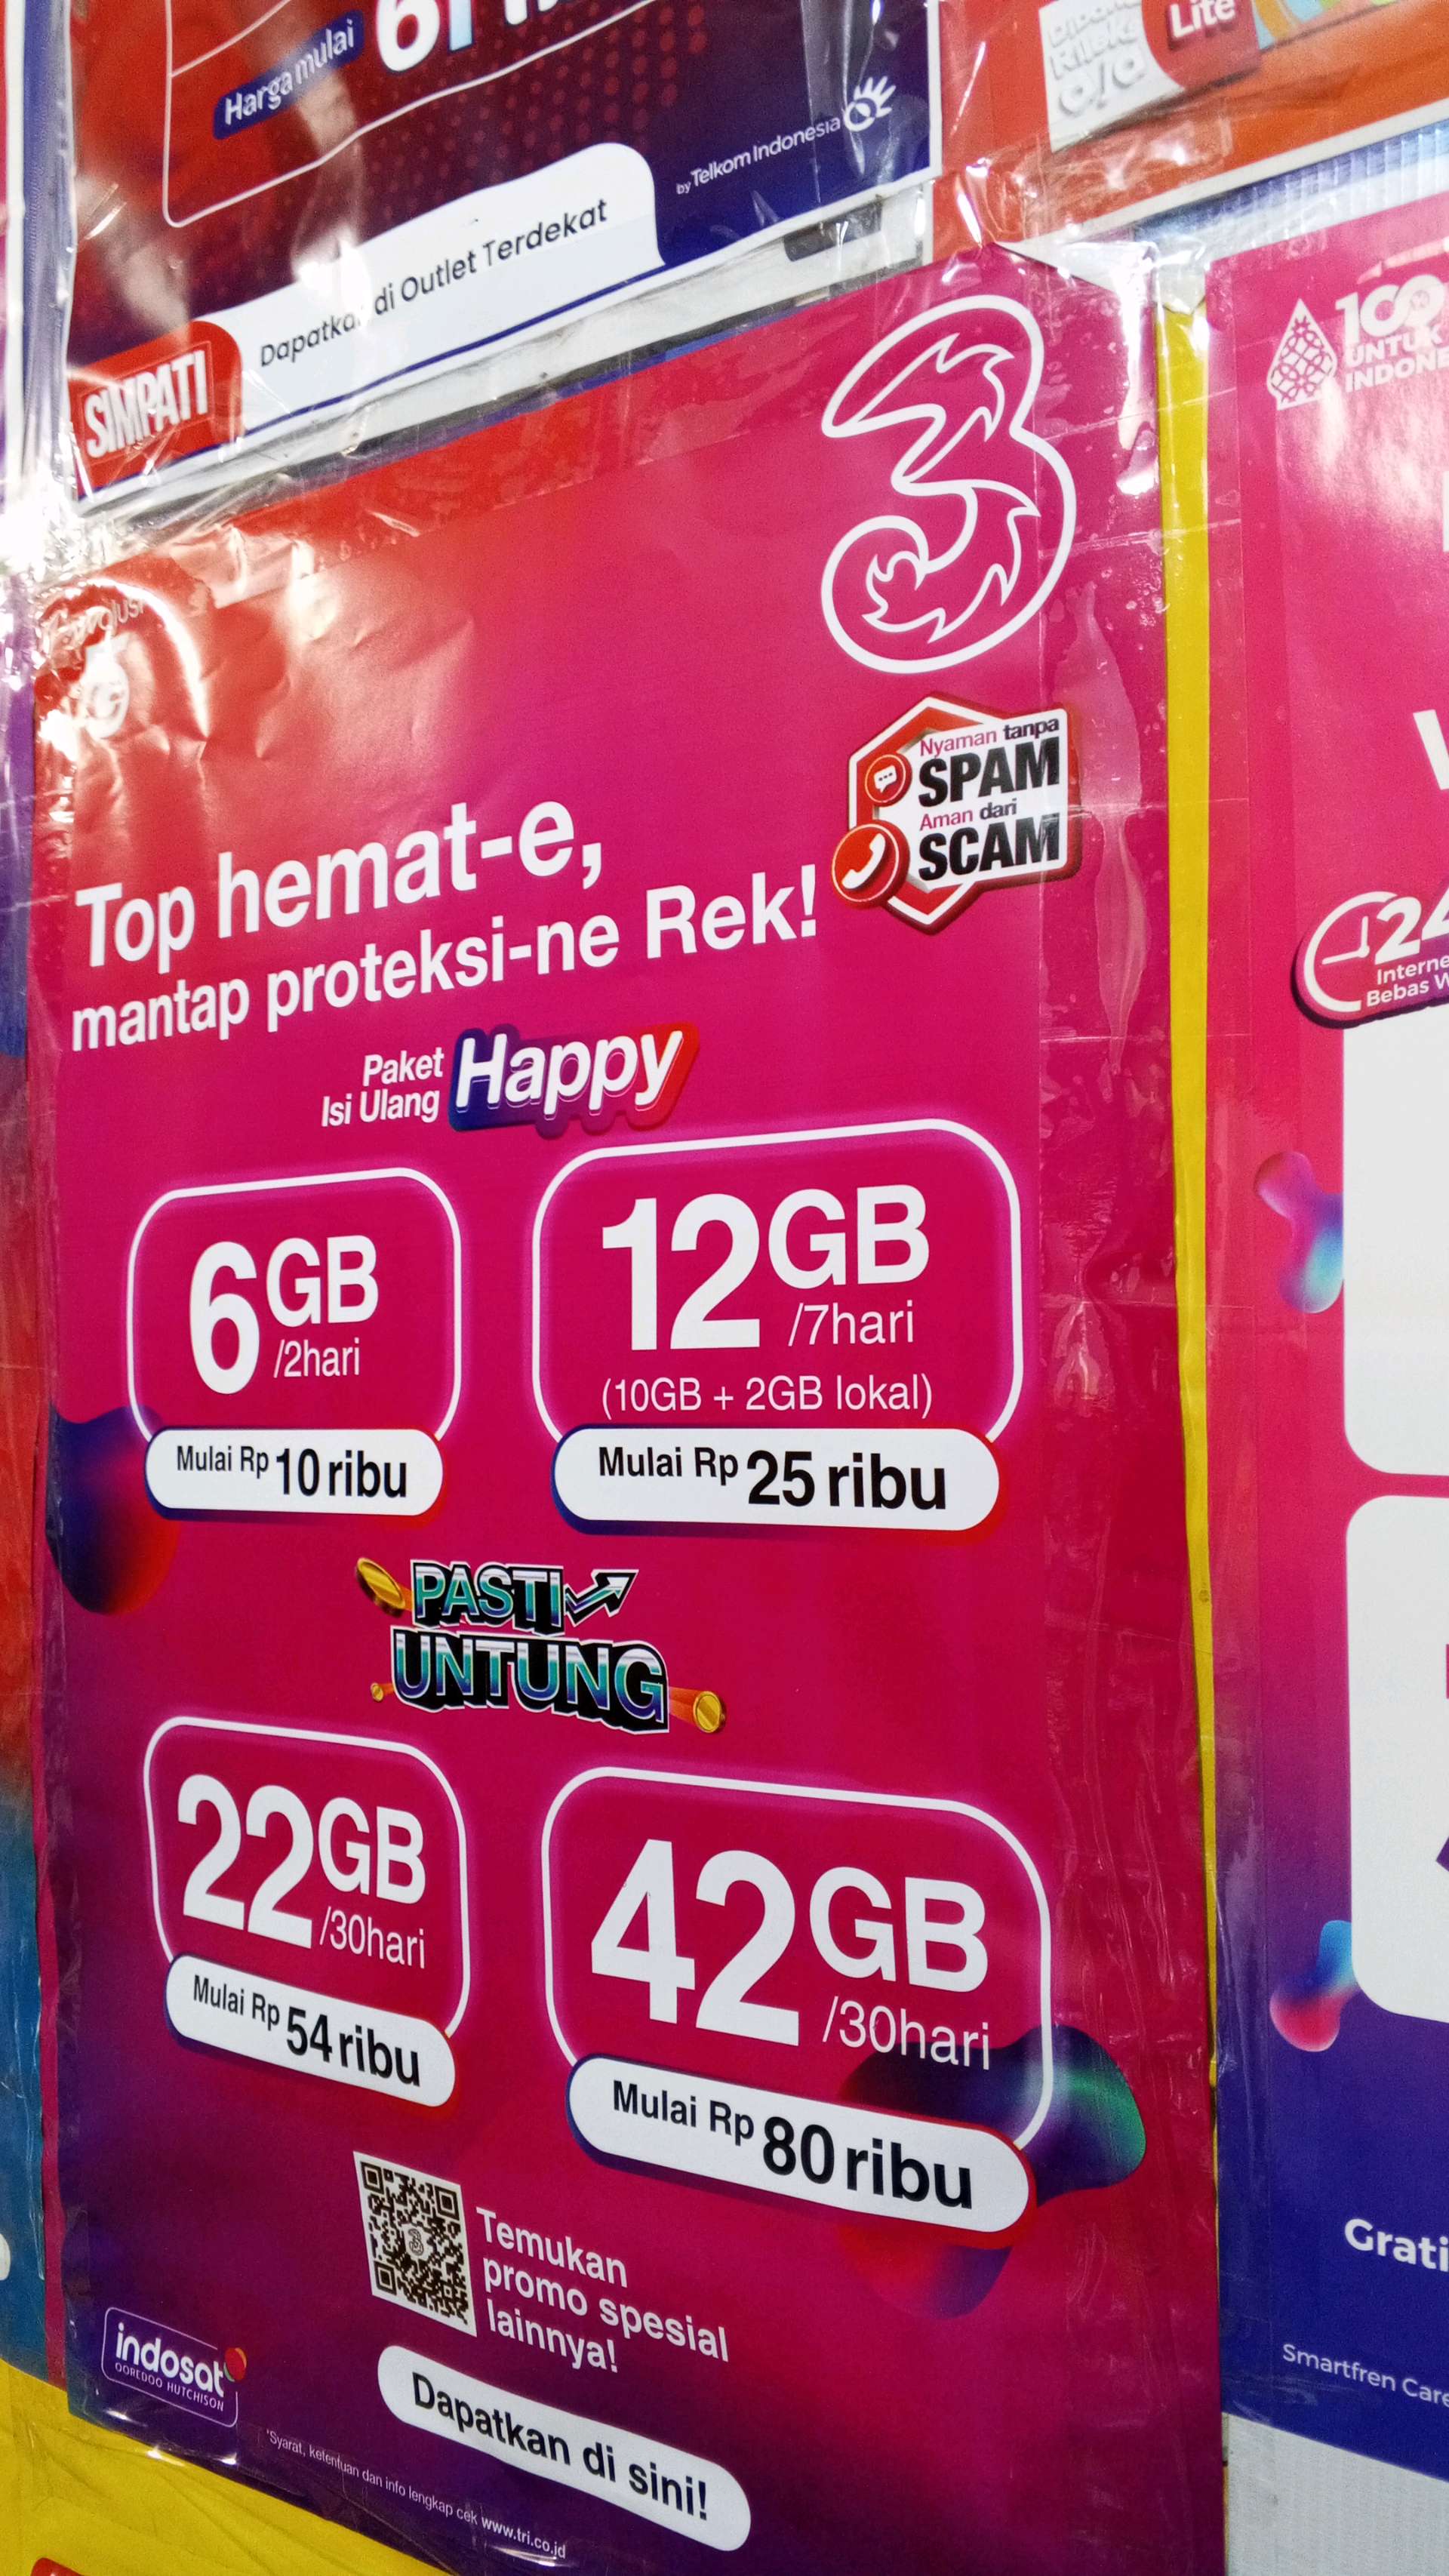 Harga mulai
by Telkom Indonesia
Dapatkan di Outlet Terdekat
SIMPATI
Lite
3
Nyaman tanpa
SPAM
Aman dari
SCAM
Top hemat-e,
mantap proteksi-ne Rek!
Paket
Isi Ulang
Happy
6GB
/2hari
Mulai Rp 10 ribu
12GB
/7hari
(10GB + 2GB lokal)
Mulai Rp 25 ribu
PASTI
UNTUNG
22GB
/30hari
Mulai Rp 54 ribu
42GB
/30hari
Mulai Rp 80 ribu
Temukan
promo spesial
lainnya!
Dapatkan di sini!
indosat
OOREDOO HUTCHISON
*Syarat, ketentuan dan info lengkap cek www.tri.co.id
100
UNTUK
24
Bebas
Smartfren